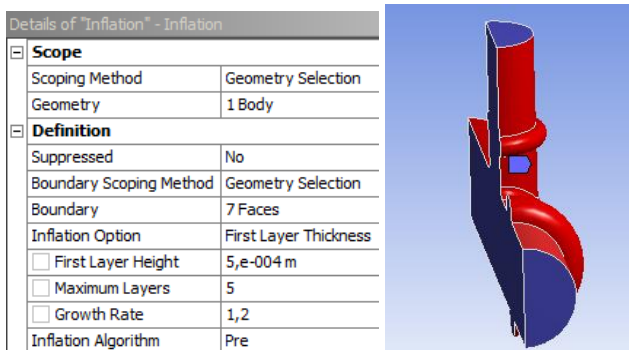 Details of "Inflation" - Inflation
Scope
Scoping Method Geometry Selection
Geometry 1 Body
Definition
Suppressed No
Boundary Scoping Method Geometry Selection
Boundary 7 Faces
Inflation Option First Layer Thickness
First Layer Height 5,e-004 m
Maximum Layers 5
Growth Rate 1,2
Inflation Algorithm Pre